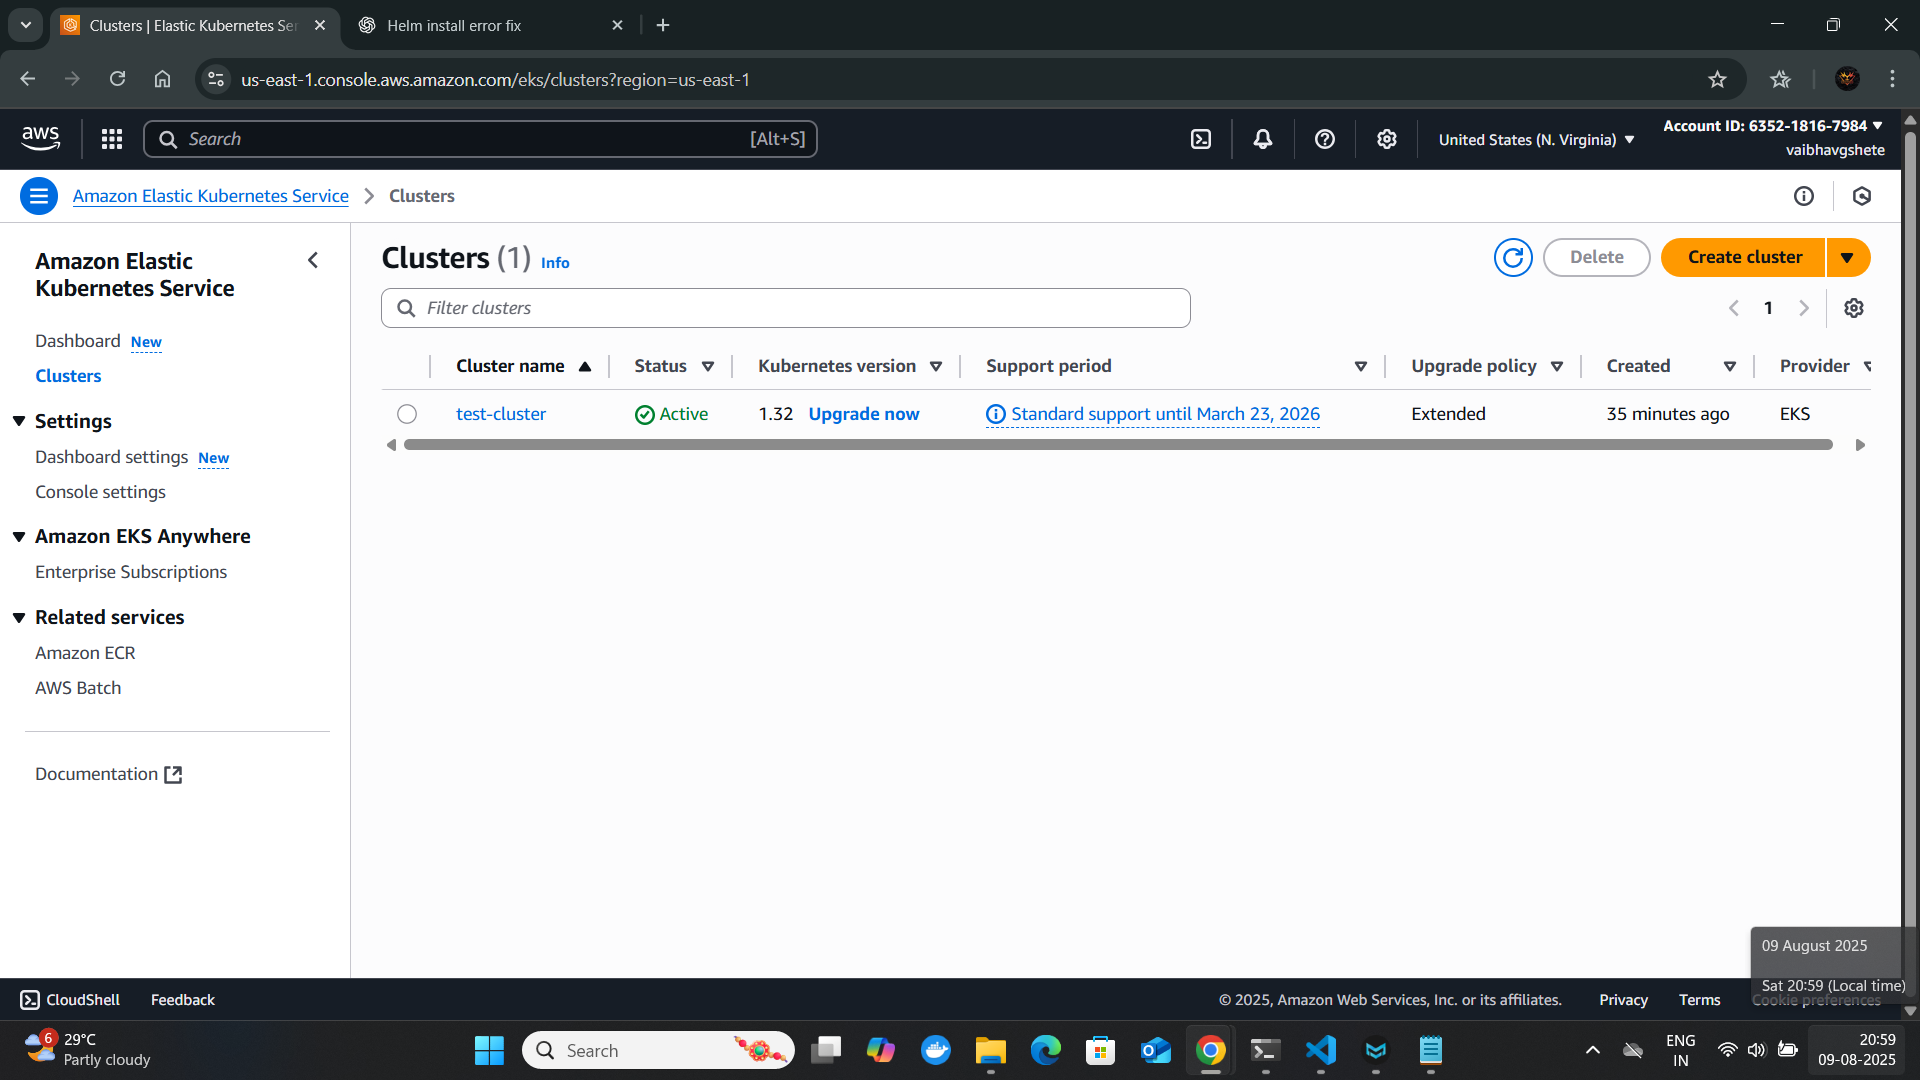 Clusters | Elastic Kubernetes Ser
Helm install error fix
us-east-1.console.aws.amazon.com/eks/clusters?region=us-east-1
aws
Search
[Alt+S]
United States (N. Virginia)
Account ID: 6352-1816-7984
vaibhavgshete
Amazon Elastic Kubernetes Service
Clusters
Amazon Elastic
Kubernetes Service
Dashboard New
Clusters
Settings
Dashboard settings New
Console settings
Amazon EKS Anywhere
Enterprise Subscriptions
Related services
Amazon ECR
AWS Batch
Documentation
Clusters (1) Info
Delete
Create cluster
Filter clusters
1
Cluster name Status Kubernetes version Support period Upgrade policy Created Provider
test-cluster Active 1.32 Upgrade now Standard support until March 23, 2026 Extended 35 minutes ago EKS
09 August 2025
Sat 20:59 (Local time)
CloudShell Feedback
© 2025, Amazon Web Services, Inc. or its affiliates. Privacy Terms Cookie preferences
6
29°C
Partly cloudy
Search
ENG
IN
20:59
09-08-2025